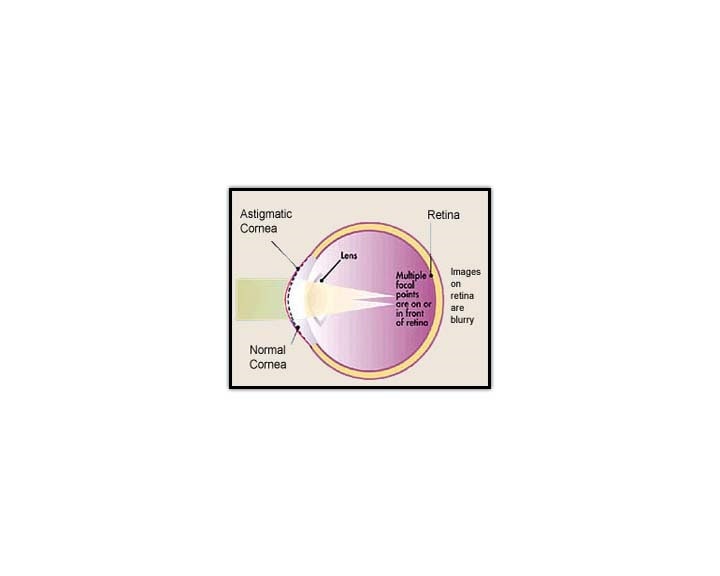 Astigmatic
Cornea
Retina
Lens
Multiple
focal
points
are on or
in front
of retina
Images
on
retina
are
blurry
Normal
Cornea